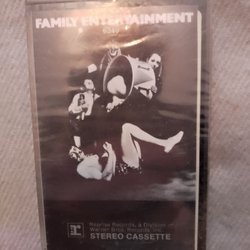 FAMILY ENTERTAINMENT
r
Reprise Records, a Division of
Warner Bros. Records Inc.
STEREO CASSETTE